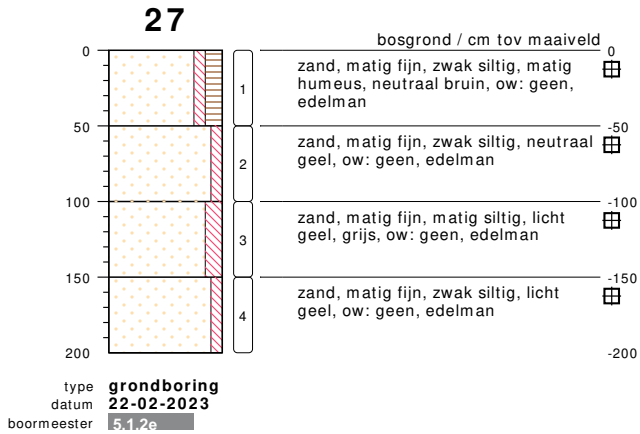 27
bosgrond / cm tov maaiveld
0
0
1
zand, matig fijn, zwak siltig, matig
humeus, neutraal bruin, ow: geen,
edelman
50
-50
2
zand, matig fijn, zwak siltig, neutraal
geel, ow: geen, edelman
100
-100
3
zand, matig fijn, matig siltig, licht
geel, grijs, ow: geen, edelman
150
-150
4
zand, matig fijn, zwak siltig, licht
geel, ow: geen, edelman
200
-200
type grondboring
datum 22-02-2023
boormeester 5.1.2e